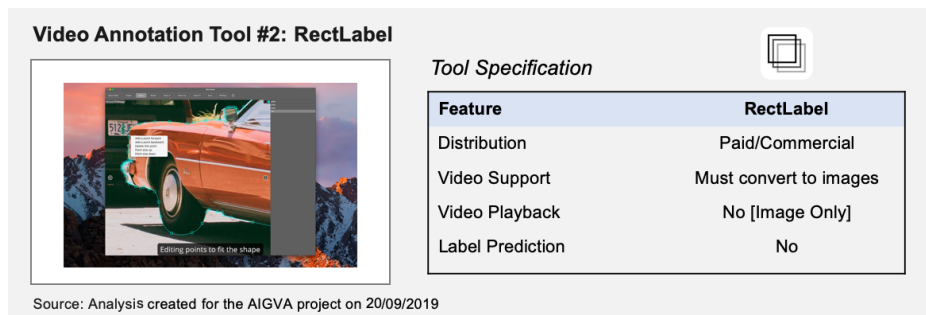 Video Annotation Tool #2: RectLabel
Tool Specification
Feature RectLabel
Distribution Paid/Commercial
Video Support Must convert to images
Video Playback No [Image Only]
Label Prediction No
Editing points to fit the shape
Source: Analysis created for the AIGVA project on 20/09/2019